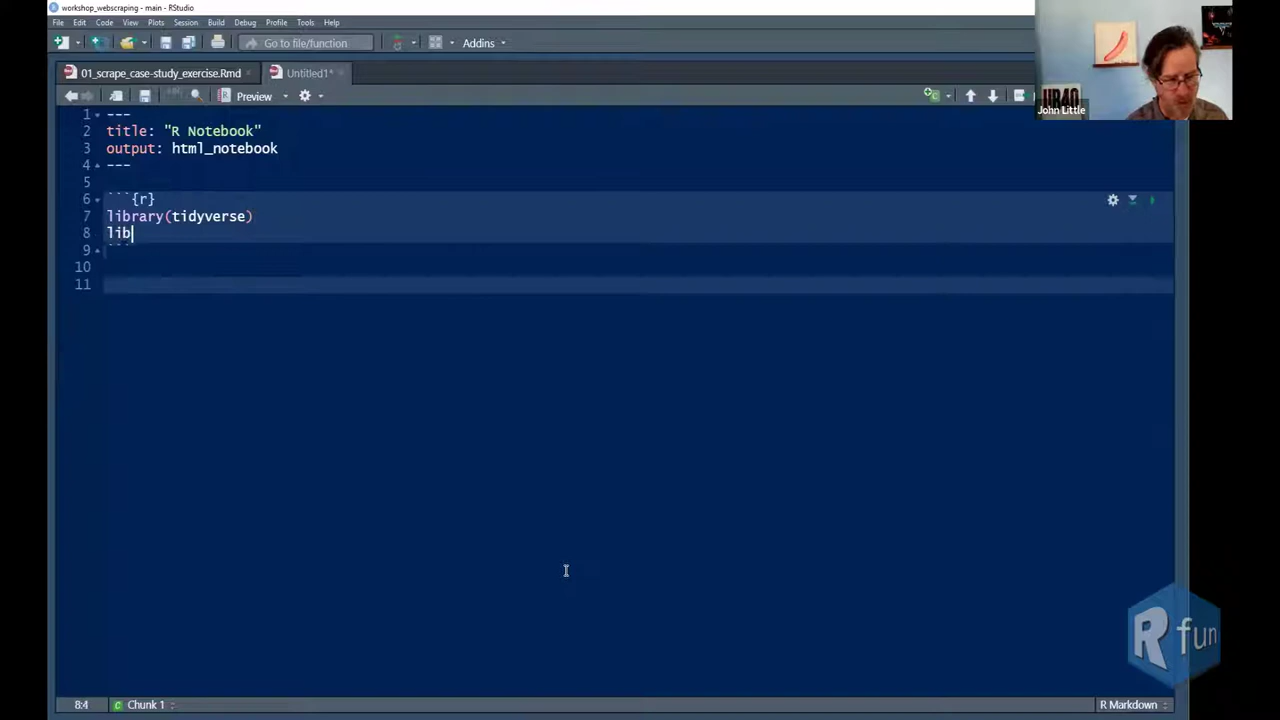 workshop_webscraping - main - RStudio
File Edit Code View Plots Session Build Debug Profile Tools Help
Go to file/function
Addins
01_scrape_case-study_exercise.Rmd
Untitled1*
Preview
1 ---
2 title: "R Notebook"
3 output: html_notebook
4 ---
5
6 ```{r}
7 library(tidyverse)
8 lib
9 ```
10
11
UB40
John Little
R fun
8:4
Chunk 1
R Markdown